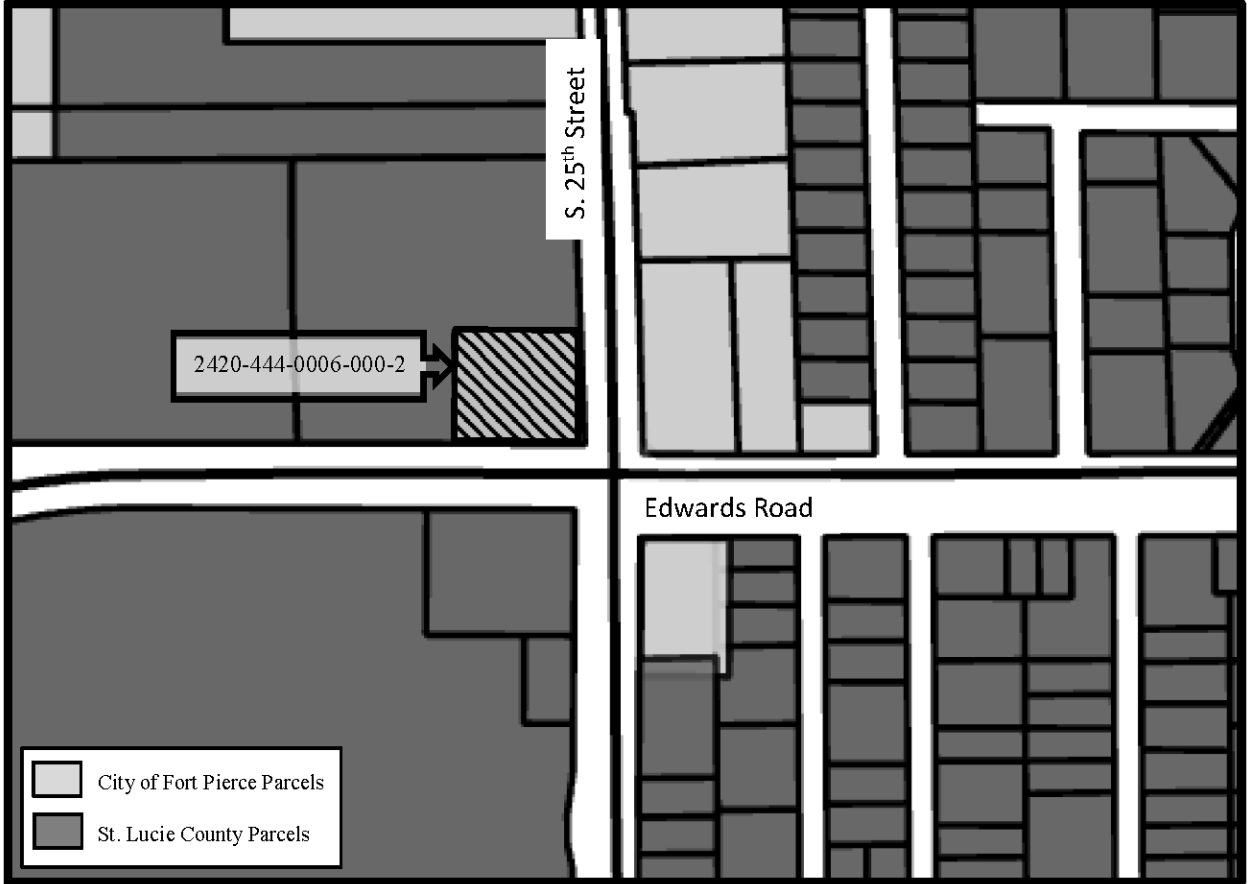 S. 25th Street
2420-444-0006-000-2
Edwards Road
City of Fort Pierce Parcels
St. Lucie County Parcels